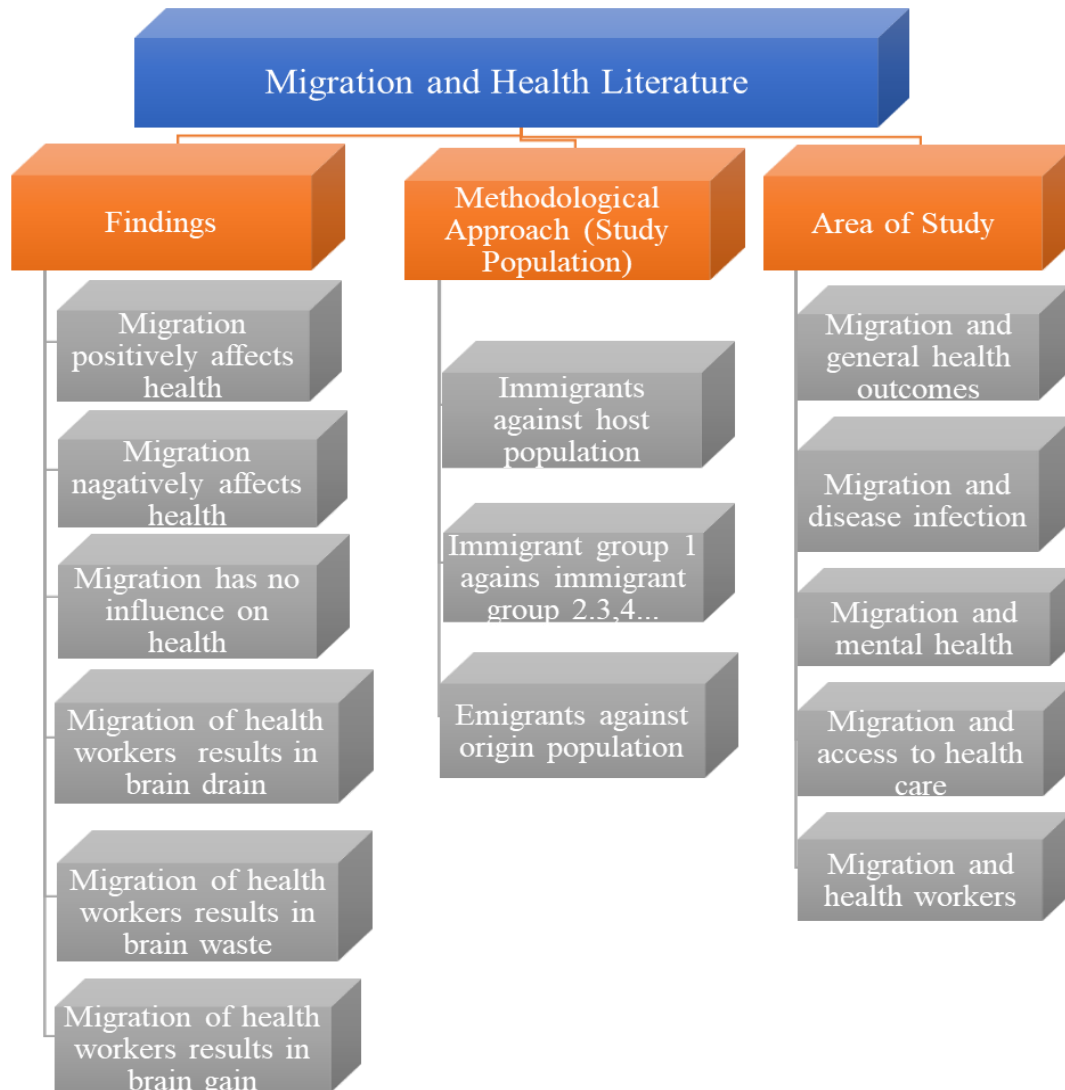 Migration and Health Literature
Findings
Migration
positively affects
health
Migration
nagatively affects
health
Migration has no
influence on
health
Migration of health
workers results in
brain drain
Migration of health
workers results in
brain waste
Migration of health
workers results in
brain gain
Methodological
Approach (Study
Population)
Immigrants
against host
population
Immigrant group 1
agains immigrant
group 2.3,4...
Emigrants against
origin population
Area of Study
Migration and
general health
outcomes
Migration and
disease infection
Migration and
mental health
Migration and
access to health
care
Migration and
health workers